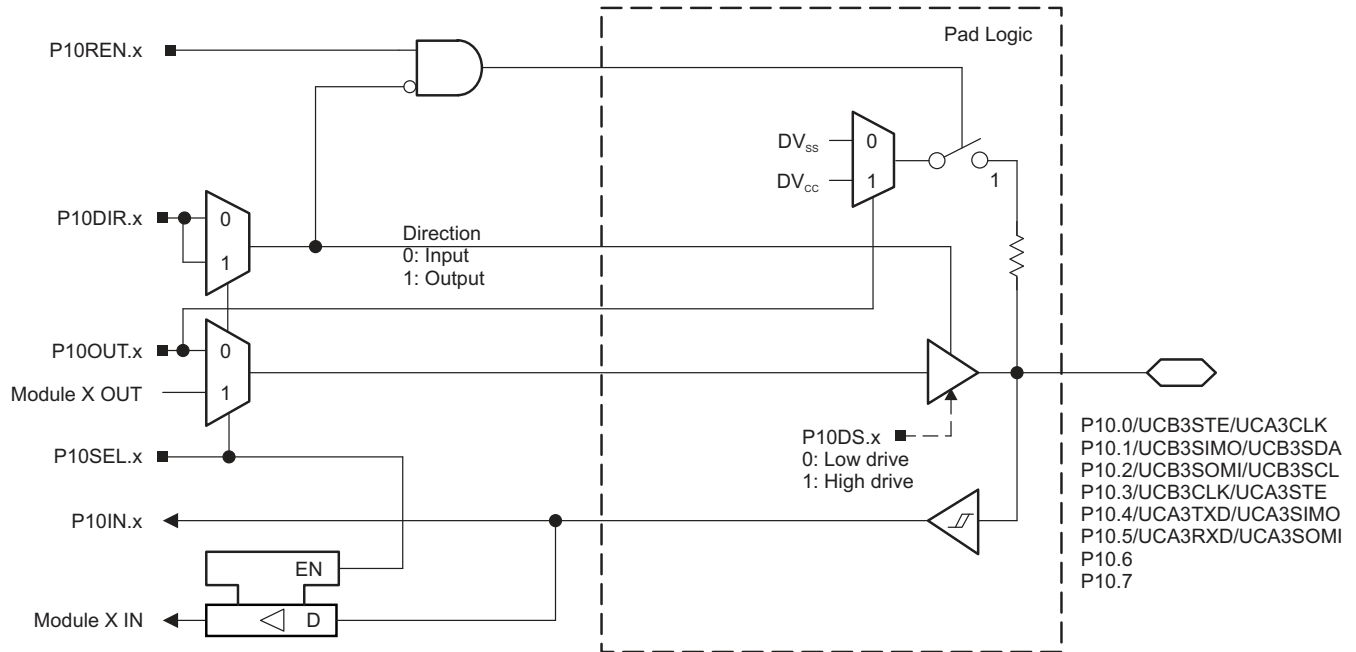 Pad Logic
P10REN.x
DVSS
0
DVCC
1
1
P10DIR.x
0
1
Direction
0: Input
1: Output
P10OUT.x
0
Module X OUT
1
P10DS.x
0: Low drive
1: High drive
P10SEL.x
P10IN.x
EN
Module X IN
D
P10.0/UCB3STE/UCA3CLK
P10.1/UCB3SIMO/UCB3SDA
P10.2/UCB3SOMI/UCB3SCL
P10.3/UCB3CLK/UCA3STE
P10.4/UCA3TXD/UCA3SIMO
P10.5/UCA3RXD/UCA3SOMI
P10.6
P10.7